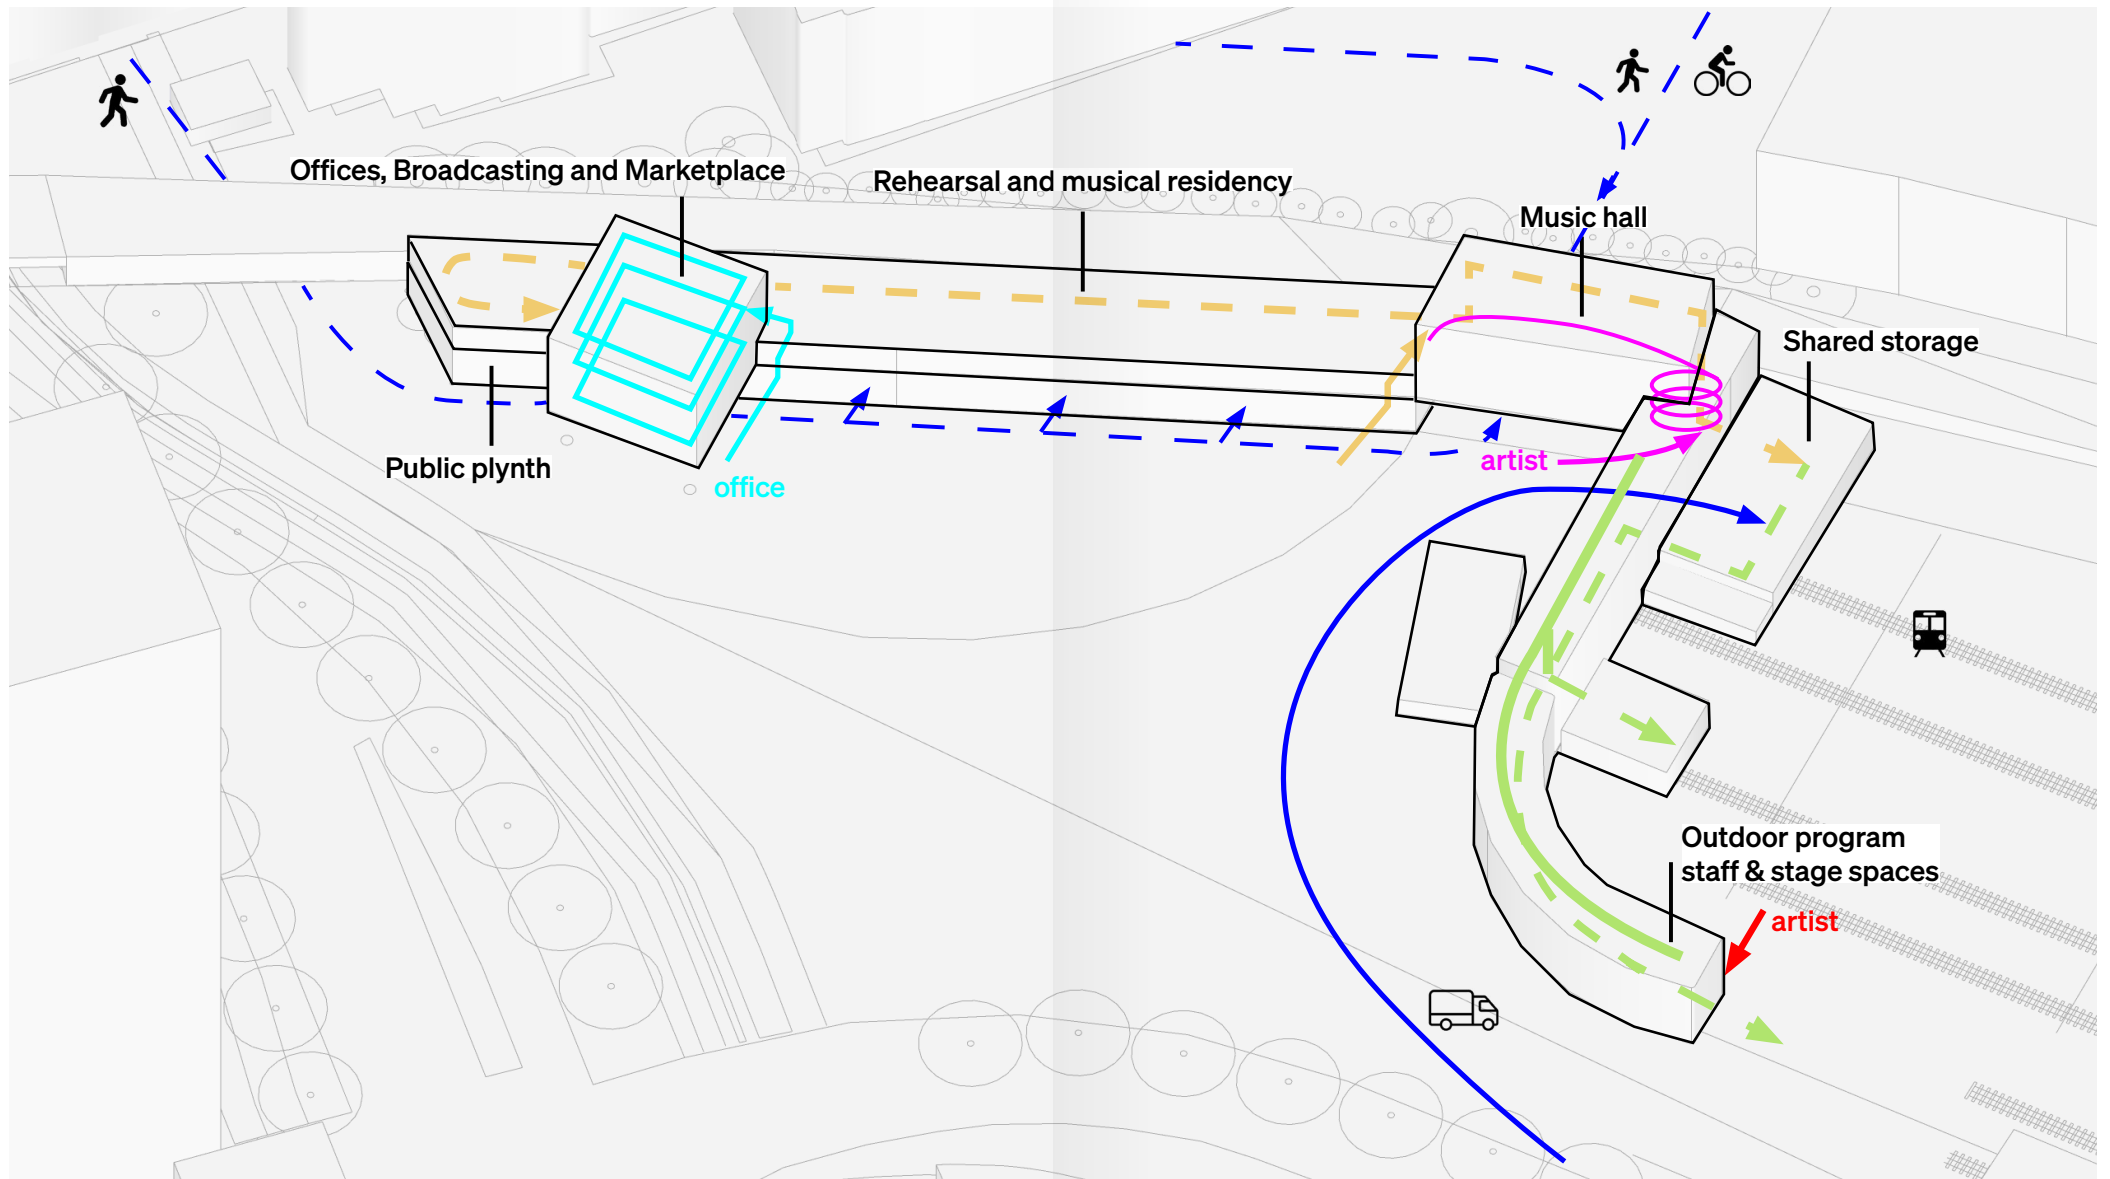 Offices, Broadcasting and Marketplace
Rehearsal and musical residency
Music hall
Shared storage
Public plynth
office
artist
Outdoor program
staff & stage spaces
artist